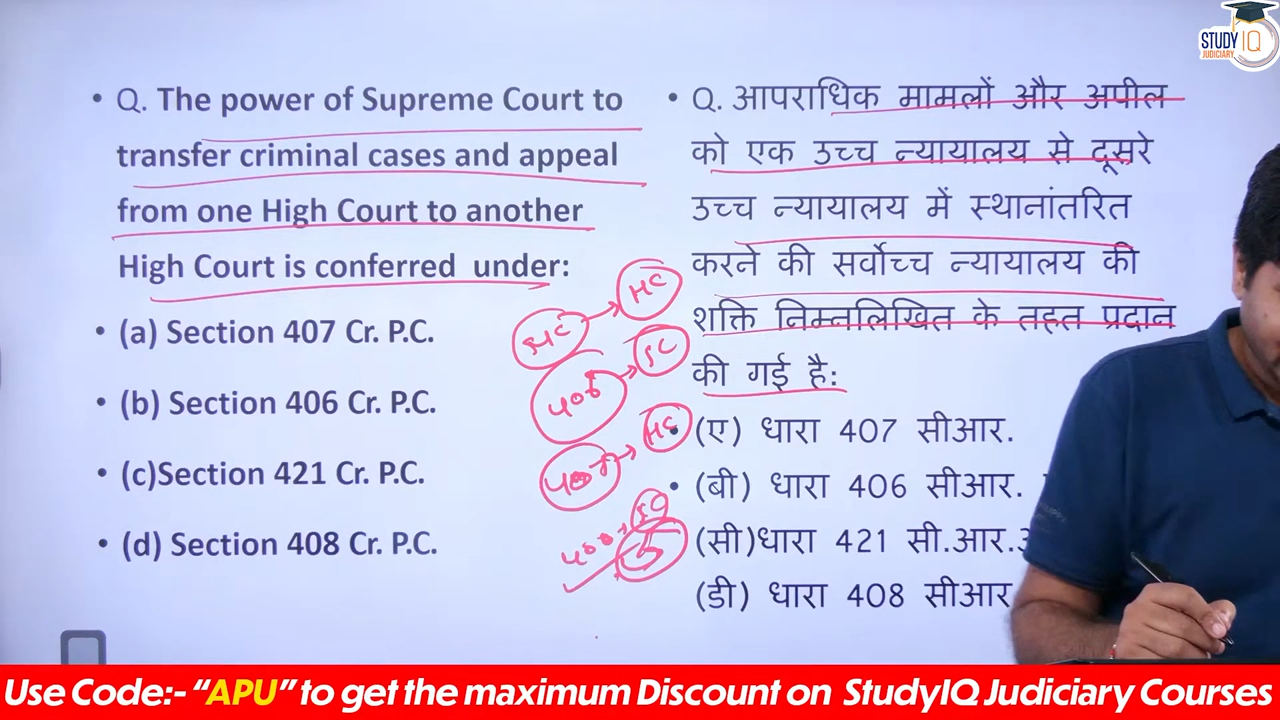 STUDY IQ
JUDICIARY
• Q. The power of Supreme Court to
transfer criminal cases and appeal
from one High Court to another
High Court is conferred under:
• (a) Section 407 Cr. P.C.
• (b) Section 406 Cr. P.C.
• (c)Section 421 Cr. P.C.
• (d) Section 408 Cr. P.C.
• Q. आपराधिक मामलों और अपील
को एक उच्च न्यायालय से दूसरे
उच्च न्यायालय में स्थानांतरित
करने की सर्वोच्च न्यायालय की
शक्ति निम्नलिखित के तहत प्रदान
की गई है:
• (ए) धारा 407 सीआर.
• (बी) धारा 406 सीआर.
(सी)धारा 421 सी.आर.
(डी) धारा 408 सीआर
HC
SC
HC
SC
Use Code:- “APU” to get the maximum Discount on StudyIQ Judiciary Courses